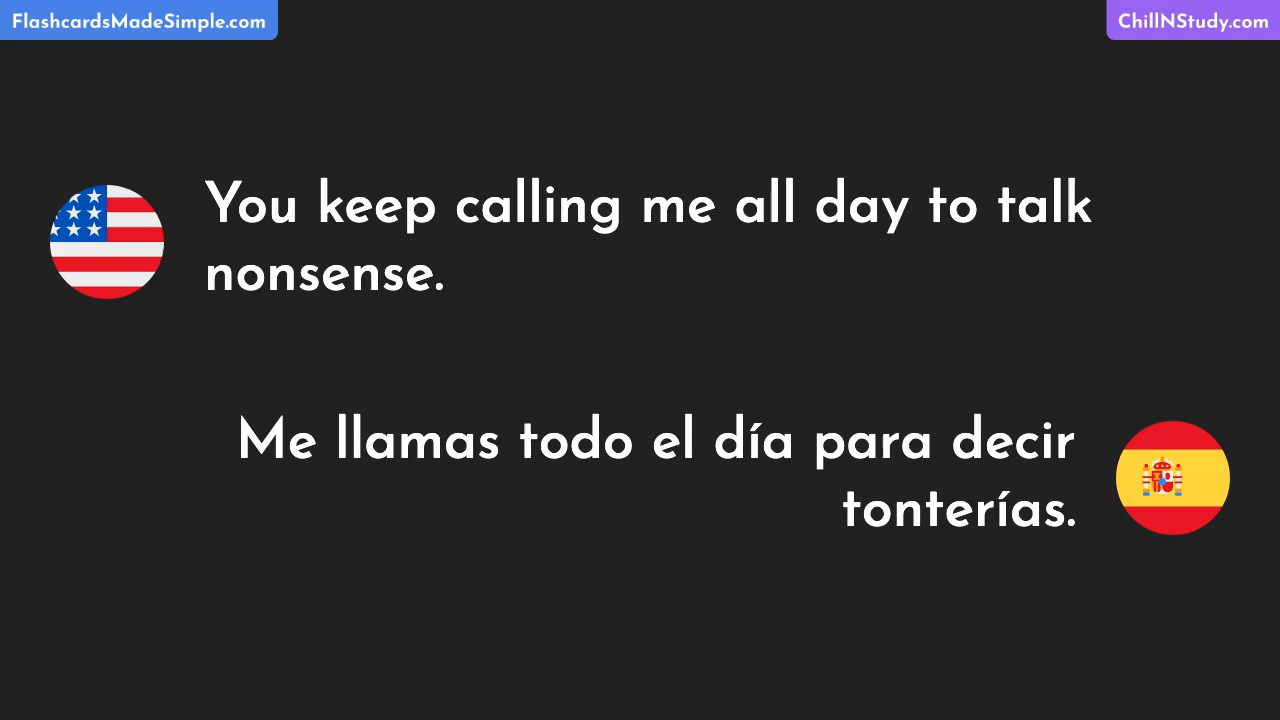 FlashcardsMadeSimple.com
ChillNStudy.com
You keep calling me all day to talk
nonsense.
Me llamas todo el día para decir
tonterías.